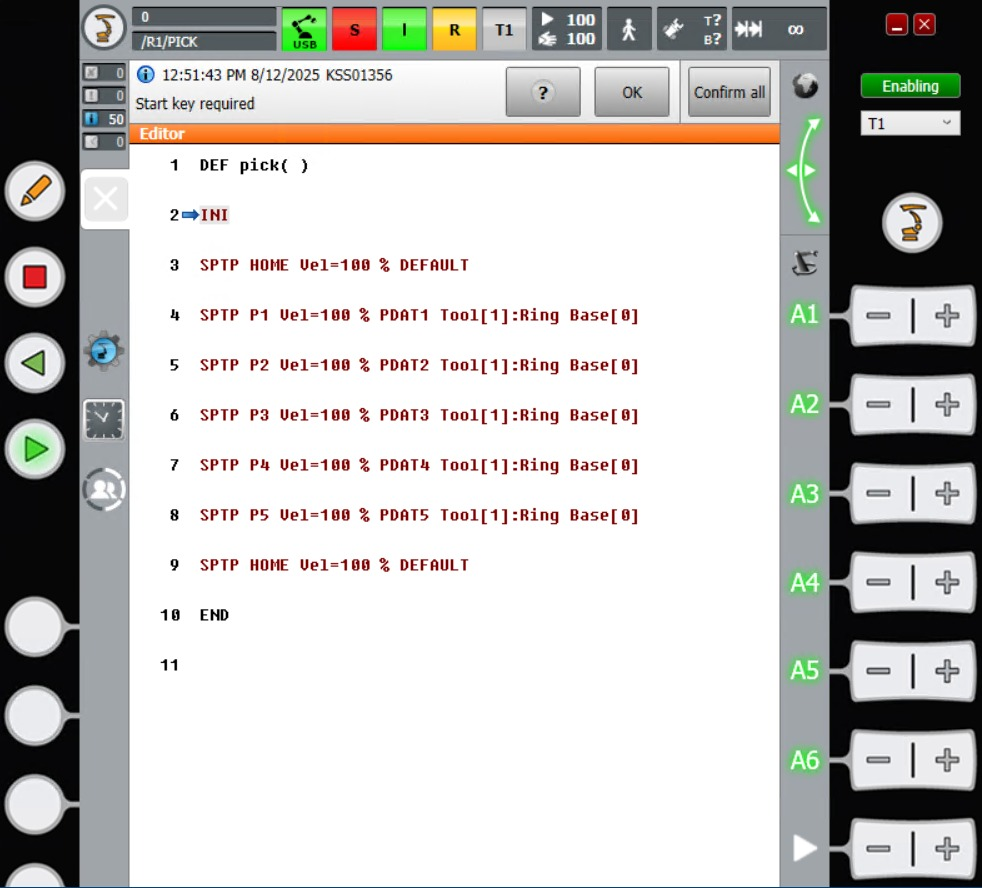 0
/R1/PICK
USB
S
I
R
T1
100
100
T?
B?
∞
Enabling
T1
0
0
50
0
12:51:43 PM 8/12/2025 KSS01356
Start key required
?
OK
Confirm all
Editor
1 DEF pick( )
2 INI
3 SPTP HOME Vel=100 % DEFAULT
4 SPTP P1 Vel=100 % PDAT1 Tool[1]:Ring Base[0]
5 SPTP P2 Vel=100 % PDAT2 Tool[1]:Ring Base[0]
6 SPTP P3 Vel=100 % PDAT3 Tool[1]:Ring Base[0]
7 SPTP P4 Vel=100 % PDAT4 Tool[1]:Ring Base[0]
8 SPTP P5 Vel=100 % PDAT5 Tool[1]:Ring Base[0]
9 SPTP HOME Vel=100 % DEFAULT
10 END
11
A1
A2
A3
A4
A5
A6